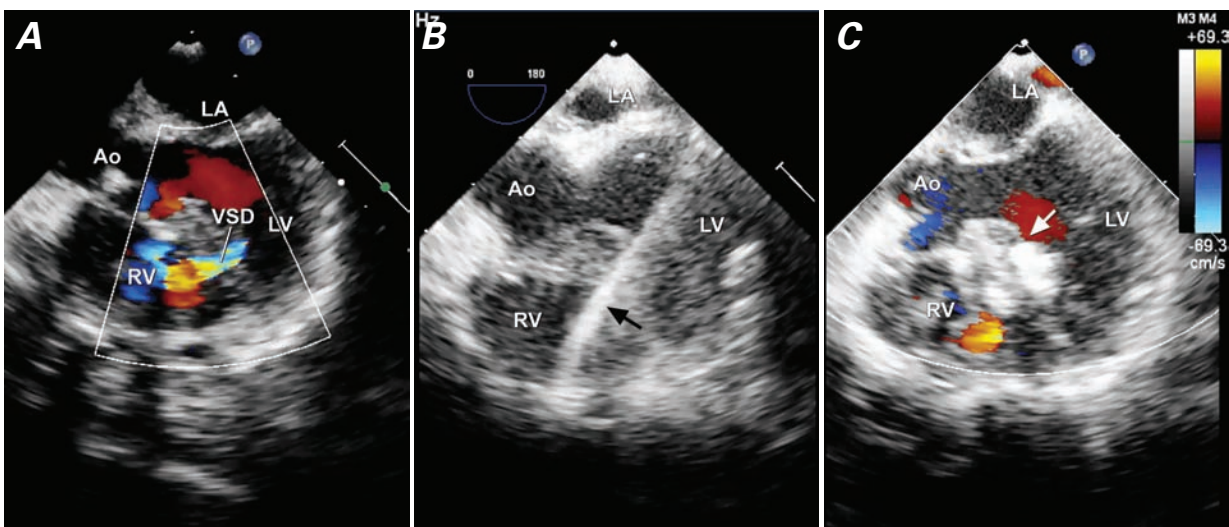 A
P
LA
Ao
VSD
LV
RV
Hz
B
0 180
LA
Ao
LV
RV
C
P
M3 M4
+69.3
LA
Ao
LV
RV
-69.3
cm/s